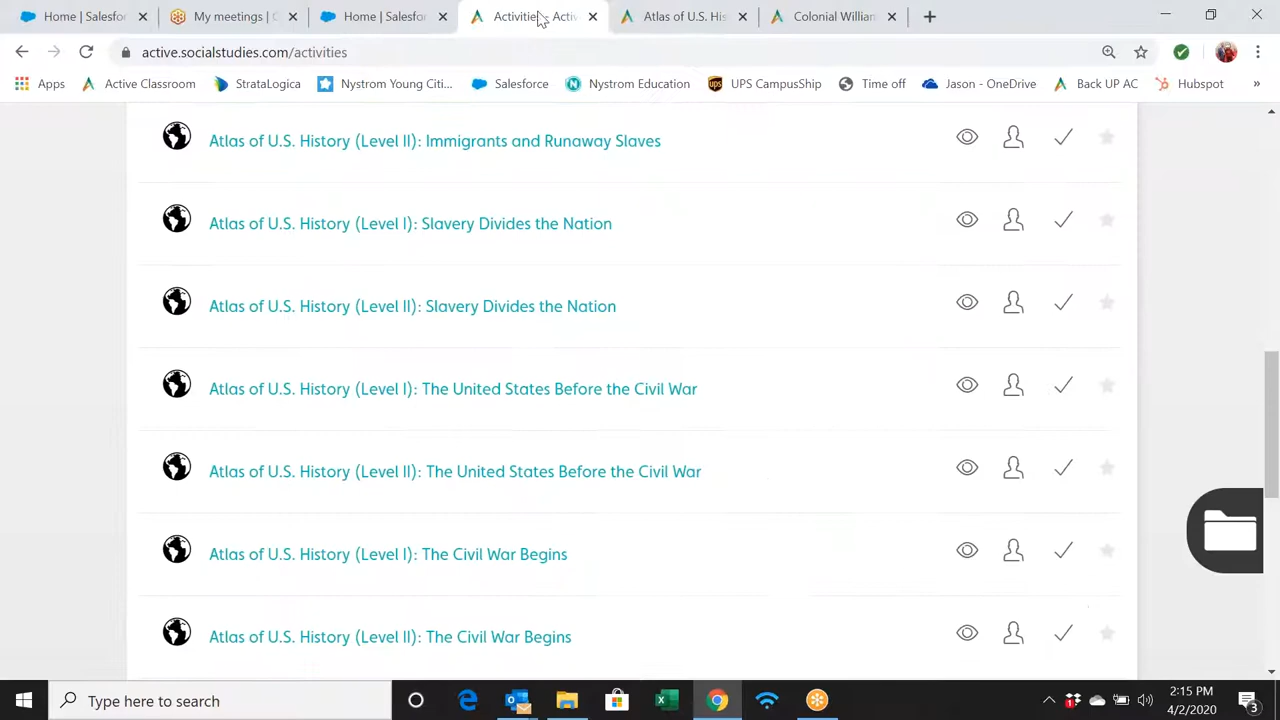 Home | Salesfor
My meetings | G
Home | Salesfor
Activities - Activ
Atlas of U.S. His
Colonial Willian
active.socialstudies.com/activities
Apps
Active Classroom
StrataLogica
Nystrom Young Citi...
Salesforce
Nystrom Education
UPS CampusShip
Time off
Jason - OneDrive
Back UP AC
Hubspot
»
Atlas of U.S. History (Level II): Immigrants and Runaway Slaves
Atlas of U.S. History (Level I): Slavery Divides the Nation
Atlas of U.S. History (Level II): Slavery Divides the Nation
Atlas of U.S. History (Level I): The United States Before the Civil War
Atlas of U.S. History (Level II): The United States Before the Civil War
Atlas of U.S. History (Level I): The Civil War Begins
Atlas of U.S. History (Level II): The Civil War Begins
Type here to search
2:15 PM
4/2/2020
3